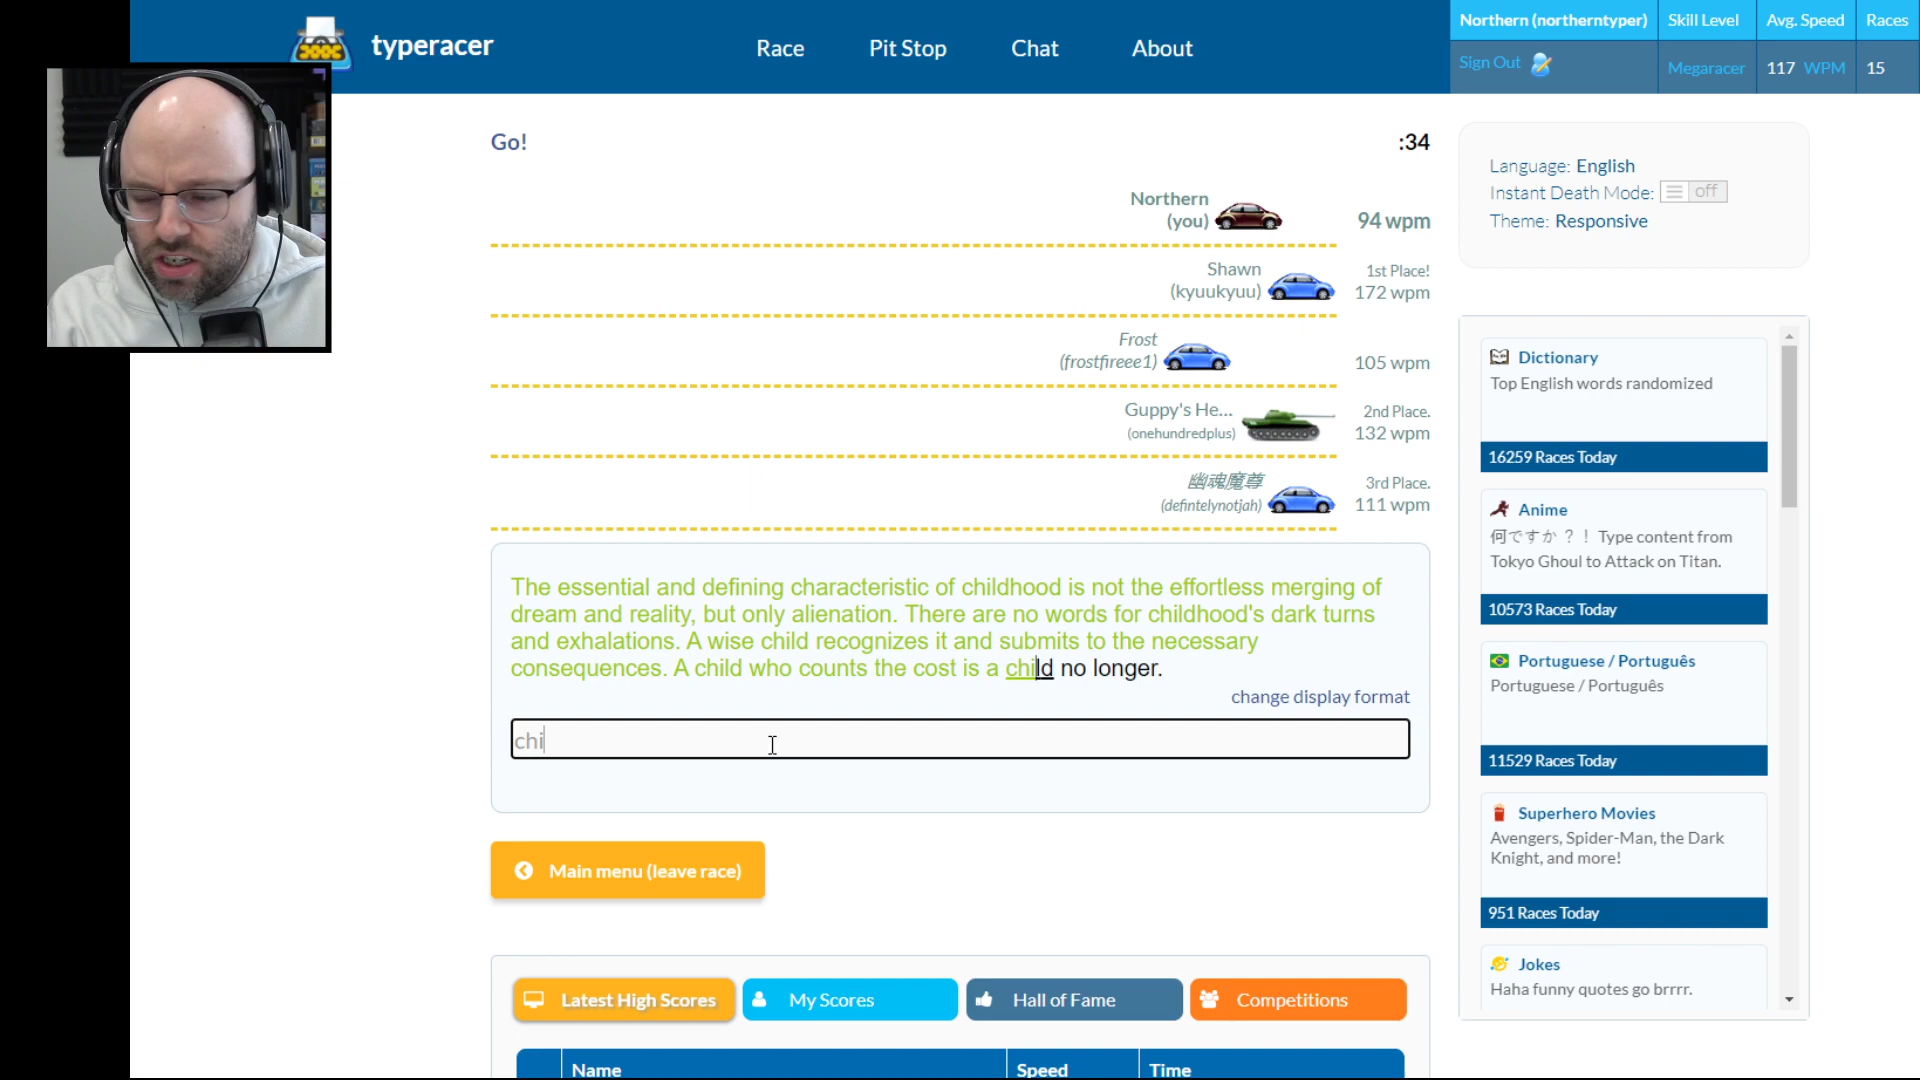 typeracer
Race
Pit Stop
Chat
About
Northern (northerntyper)
Skill Level
Avg. Speed
Races
Sign Out
Megaracer
117 WPM
15
Go!
:34
Northern
(you)
94 wpm
Shawn
(kyuukyuu)
1st Place!
172 wpm
Frost
(frostfireee1)
105 wpm
Guppy's He...
(onehundredplus)
2nd Place.
132 wpm
幽魂魔尊
(defintelynotjah)
3rd Place.
111 wpm
The essential and defining characteristic of childhood is not the effortless merging of
dream and reality, but only alienation. There are no words for childhood's dark turns
and exhalations. A wise child recognizes it and submits to the necessary
consequences. A child who counts the cost is a child no longer.
change display format
chi
Main menu (leave race)
Latest High Scores
My Scores
Hall of Fame
Competitions
Name
Speed
Time
Language: English
Instant Death Mode: off
Theme: Responsive
Dictionary
Top English words randomized
16259 Races Today
Anime
何ですか？！ Type content from
Tokyo Ghoul to Attack on Titan.
10573 Races Today
Portuguese / Português
Portuguese / Português
11529 Races Today
Superhero Movies
Avengers, Spider-Man, the Dark
Knight, and more!
951 Races Today
Jokes
Haha funny quotes go brrrr.